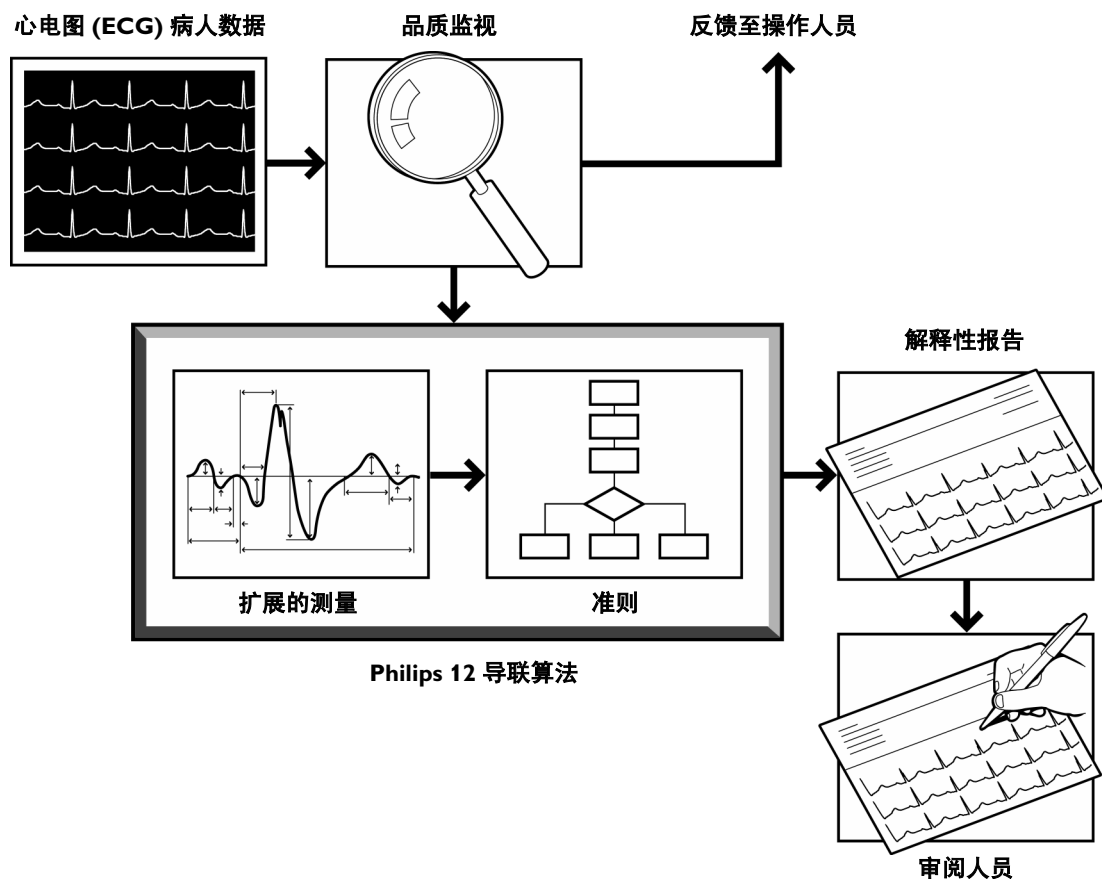 心电图 (ECG) 病人数据
品质监视
反馈至操作人员
解释性报告
扩展的测量
准则
Philips 12 导联算法
审阅人员